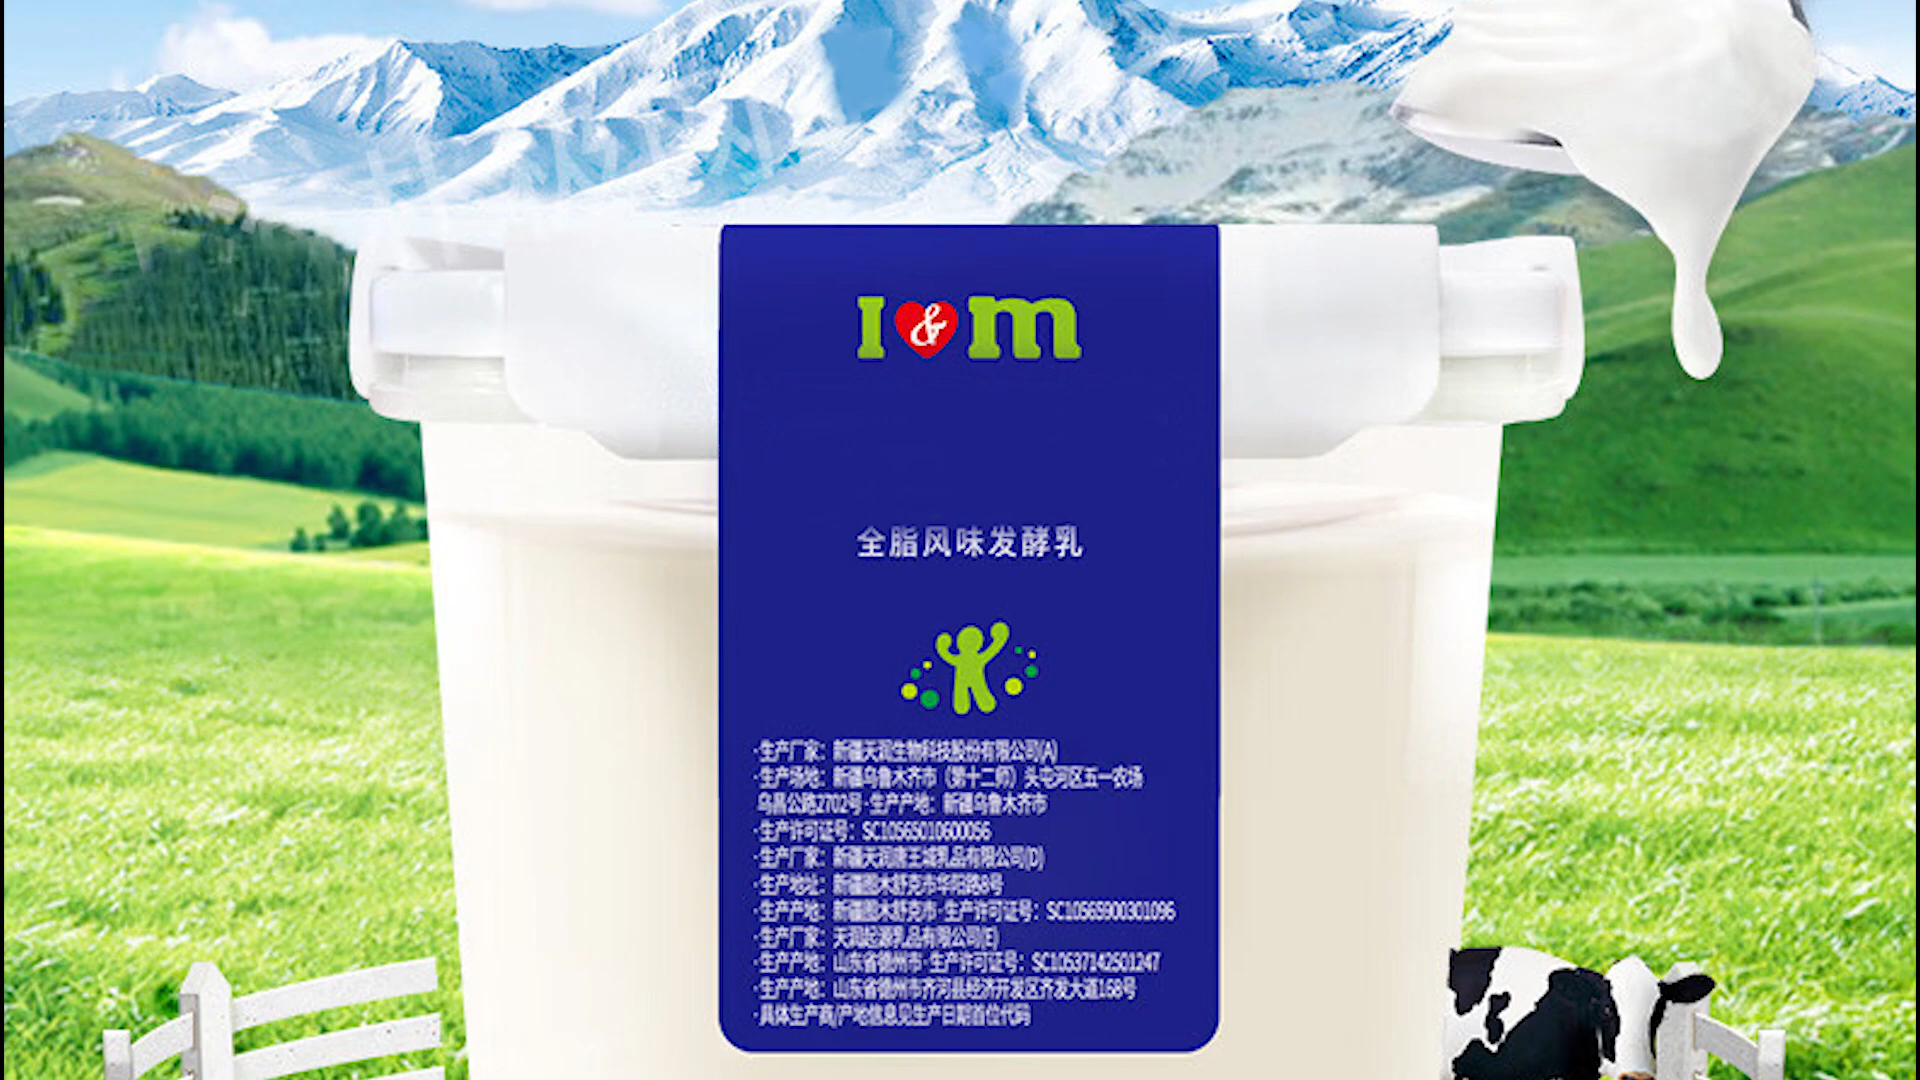 I & m
全脂风味发酵乳
·生产厂家：新疆天润生物科技股份有限公司(A)
·生产场地：新疆乌鲁木齐市（第十二师）头屯河区五一农场
乌昌公路2702号·生产产地：新疆乌鲁木齐市
·生产许可证号：SC10565010600056
·生产厂家：新疆天润唐王城乳品有限公司(D)
·生产地址：新疆图木舒克市华阳路8号
·生产产地：新疆图木舒克市·生产许可证号：SC10565900301096
·生产厂家：天润起源乳品有限公司(E)
·生产产地：山东省德州市·生产许可证号：SC10537142501247
·生产产地：山东省德州市齐河县经济开发区齐发大道168号
·具体生产商/产地信息见生产日期首位代码